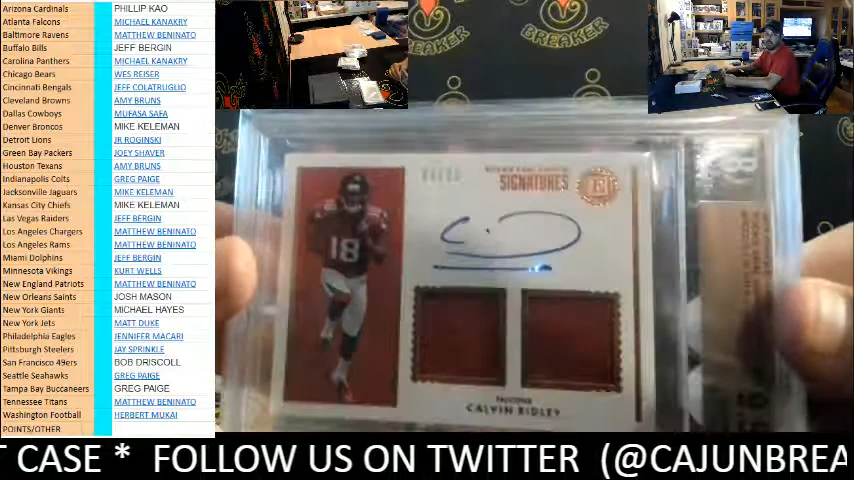 Arizona Cardinals PHILLIP KAO
Atlanta Falcons MICHAEL KANAKRY
Baltimore Ravens MATTHEW BENINATO
Buffalo Bills JEFF BERGIN
Carolina Panthers MICHAEL KANAKRY
Chicago Bears WES REISER
Cincinnati Bengals JEFF COLATRUGLIO
Cleveland Browns AMY BRUNS
Dallas Cowboys MUFASA SAFA
Denver Broncos MIKE KELEMAN
Detroit Lions JR ROGINSKI
Green Bay Packers JOEY SHAVER
Houston Texans AMY BRUNS
Indianapolis Colts GREG PAIGE
Jacksonville Jaguars MIKE KELEMAN
Kansas City Chiefs MIKE KELEMAN
Las Vegas Raiders JEFF BERGIN
Los Angeles Chargers MATTHEW BENINATO
Los Angeles Rams MATTHEW BENINATO
Miami Dolphins JEFF BERGIN
Minnesota Vikings KURT WELLS
New England Patriots MATTHEW BENINATO
New Orleans Saints JOSH MASON
New York Giants MICHAEL HAYES
New York Jets MATT DUKE
Philadelphia Eagles JENNIFER MACARI
Pittsburgh Steelers JAY SPRINKLE
San Francisco 49ers BOB DRISCOLL
Seattle Seahawks GREG PAIGE
Tampa Bay Buccaneers GREG PAIGE
Tennessee Titans MATTHEW BENINATO
Washington Football HERBERT MUKAI
POINTS/OTHER
BREAKER
BREAKER
SIGNATURES
E
18
FALCONS
CALVIN RIDLEY
T CASE * FOLLOW US ON TWITTER (@CAJUNBREA